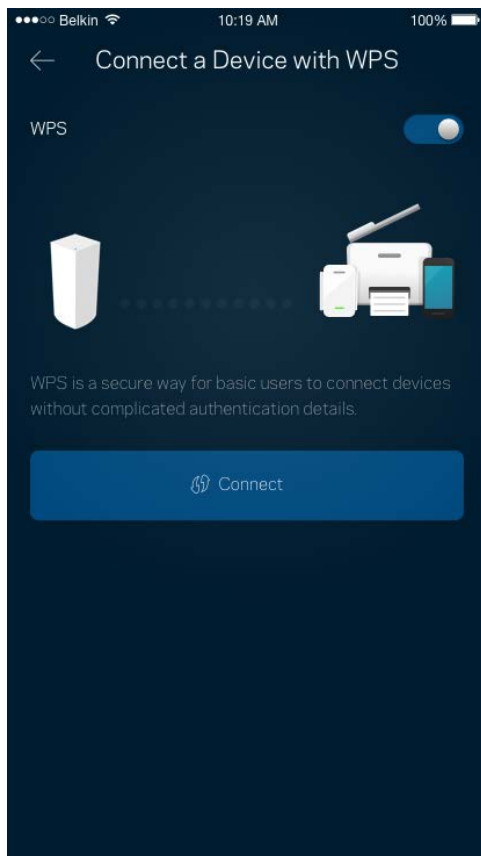 Belkin 10:19 AM 100%
Connect a Device with WPS
WPS
WPS is a secure way for basic users to connect devices
without complicated authentication details.
Connect